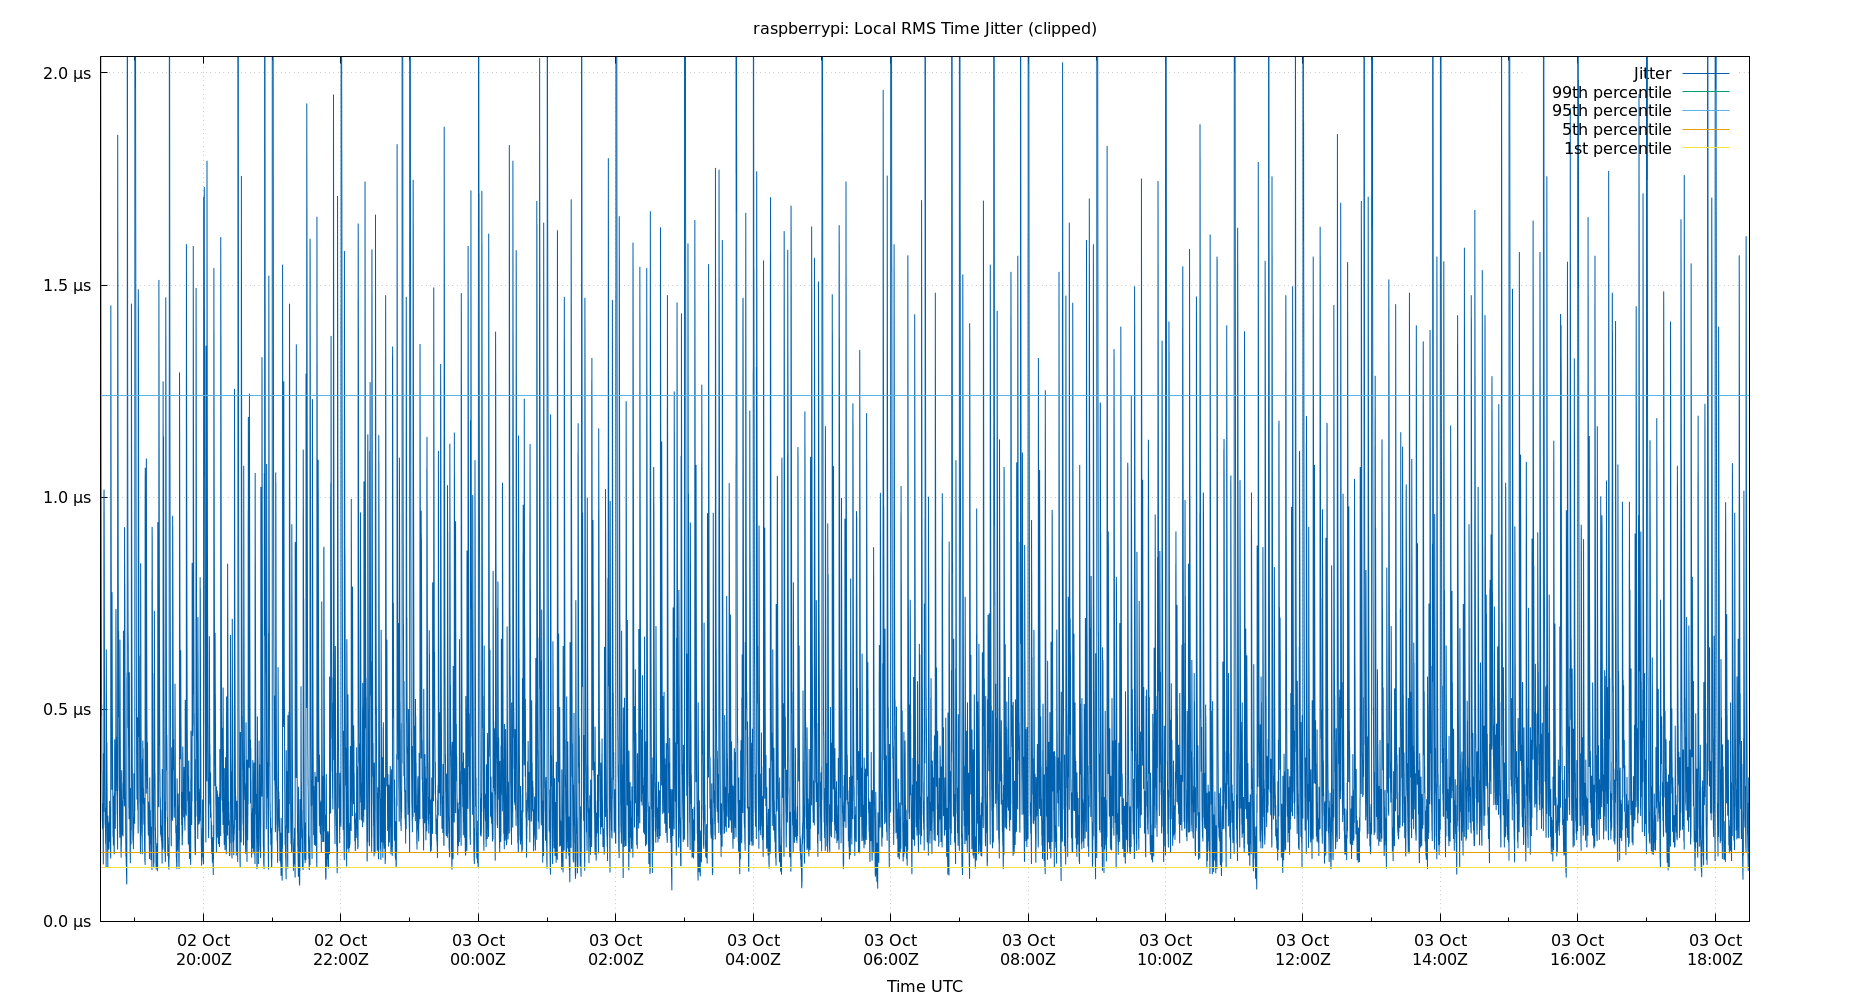 raspberrypi: Local RMS Time Jitter (clipped)
2.0 µs
1.5 µs
1.0 µs
0.5 µs
0.0 µs
Jitter
99th percentile
95th percentile
5th percentile
1st percentile
02 Oct 02 Oct 03 Oct 03 Oct 03 Oct 03 Oct 03 Oct 03 Oct 03 Oct 03 Oct 03 Oct 03 Oct
20:00Z 22:00Z 00:00Z 02:00Z 04:00Z 06:00Z 08:00Z 10:00Z 12:00Z 14:00Z 16:00Z 18:00Z
Time UTC